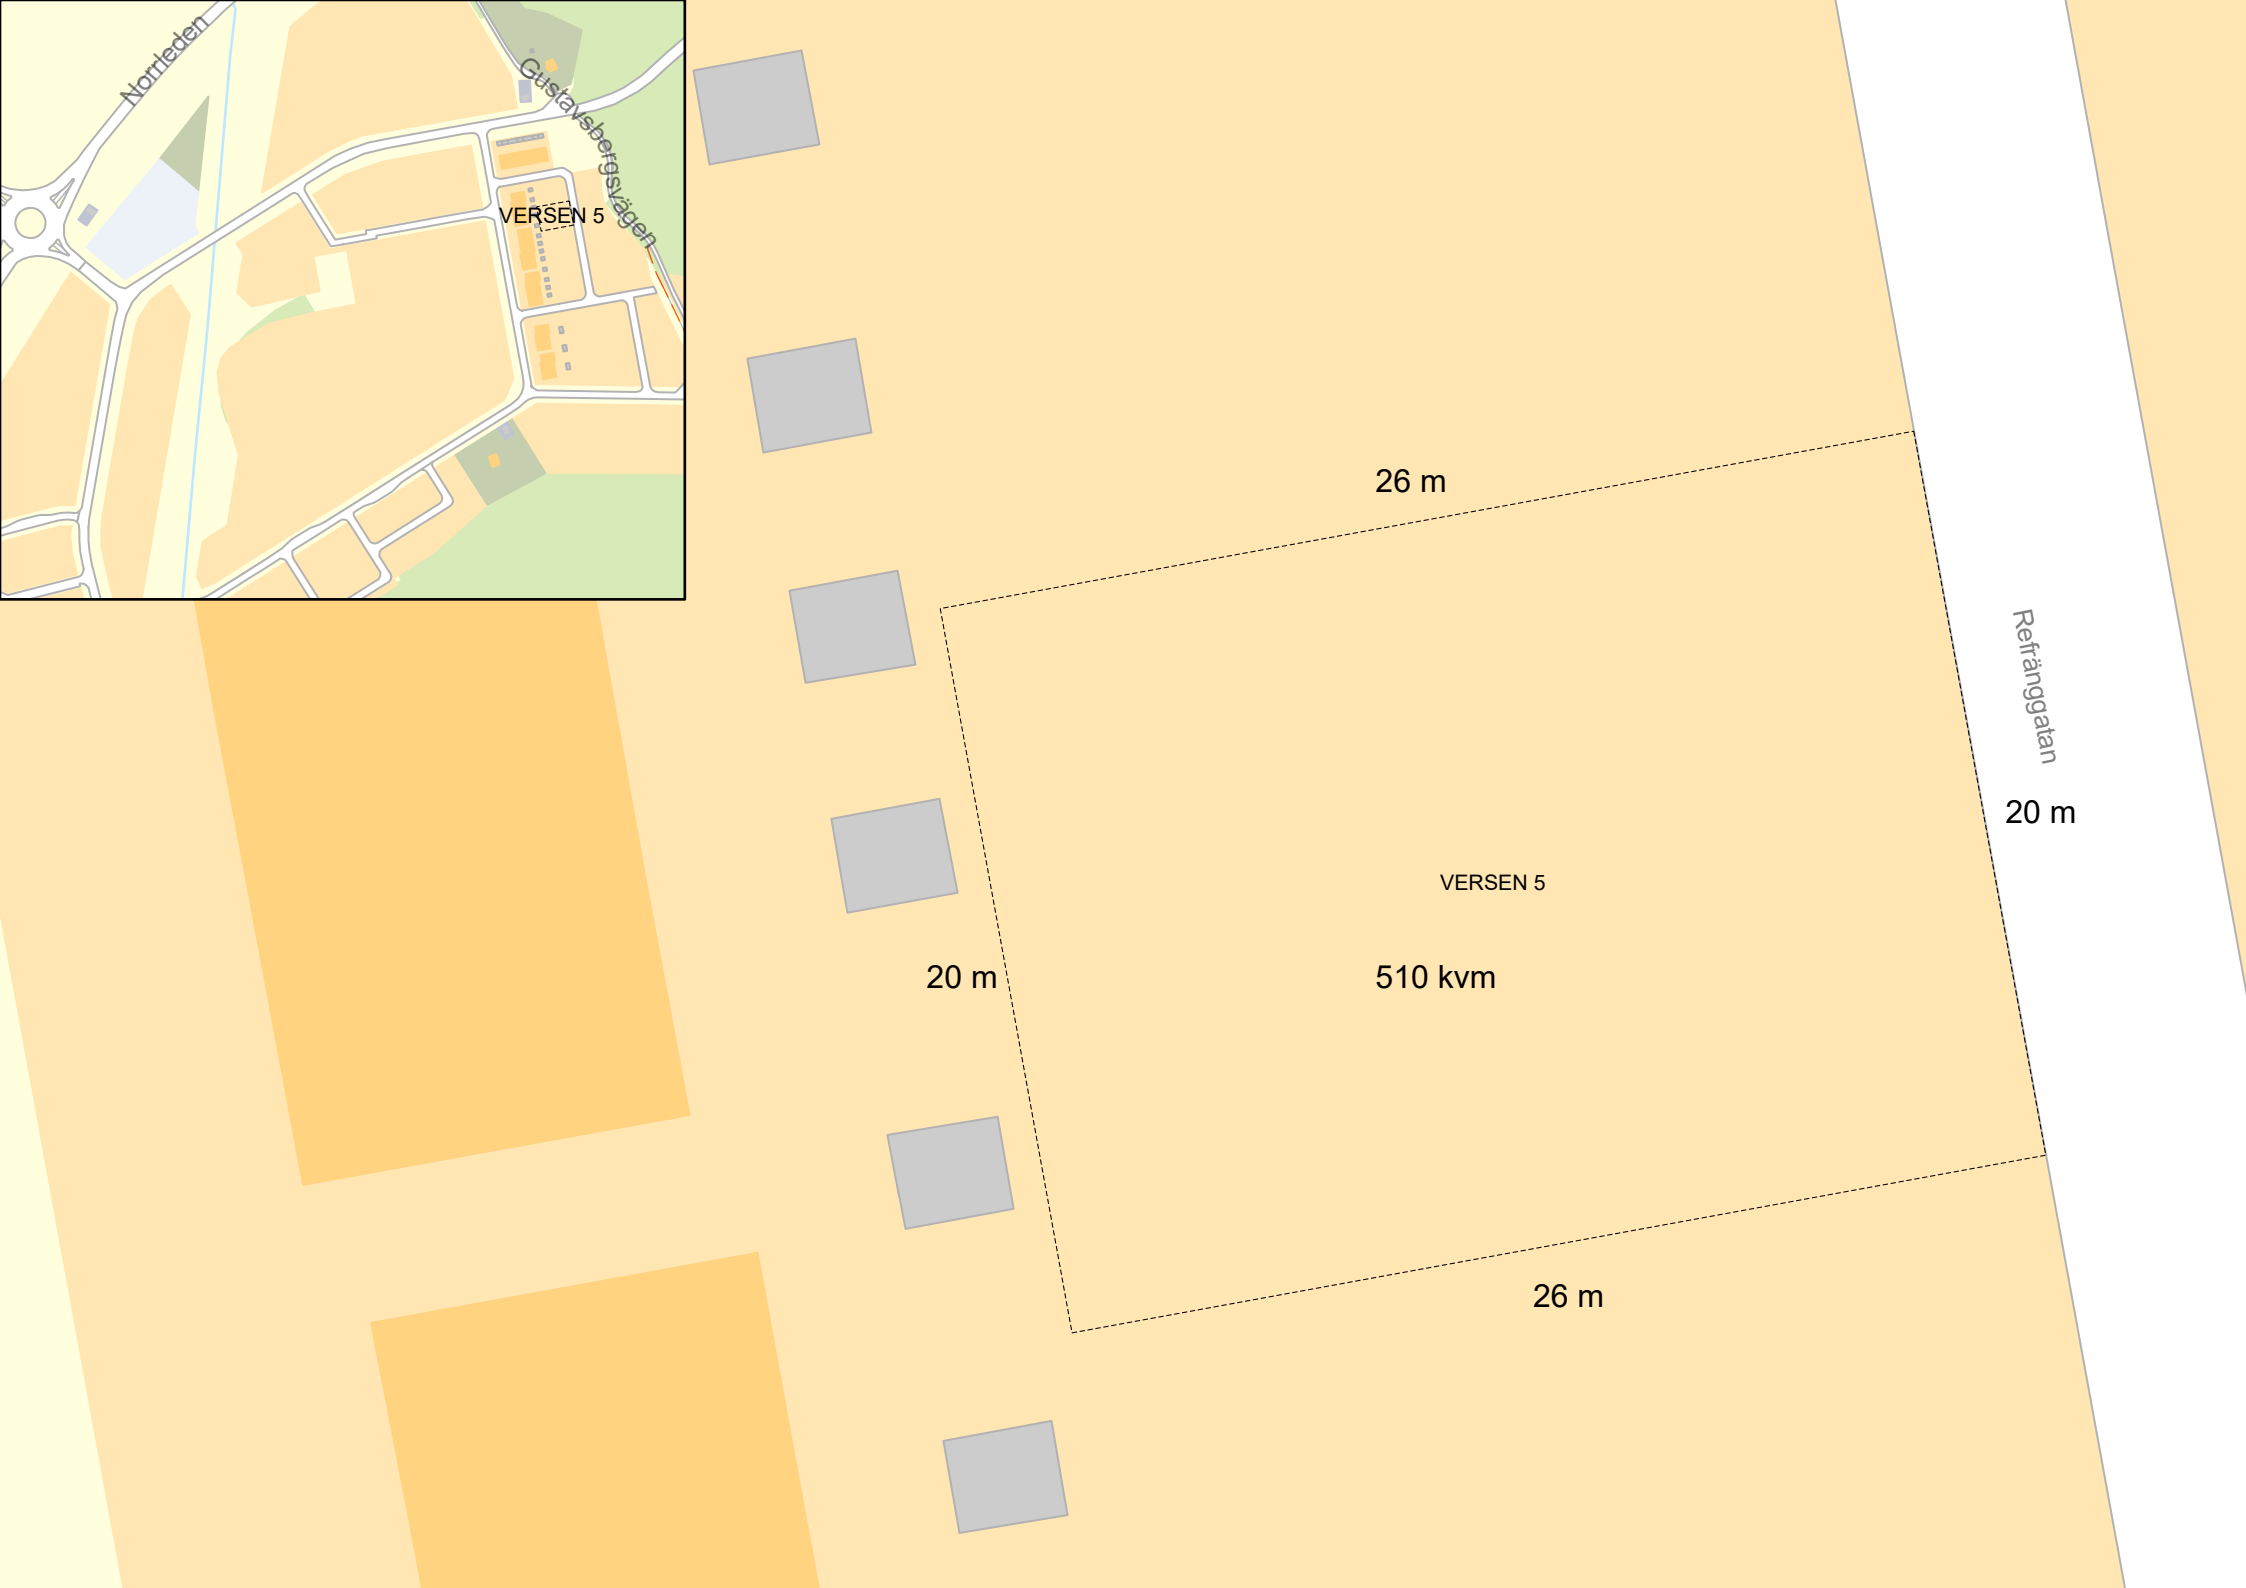 Norrleden
Gustavsbergsvägen
VERSEN 5
26 m
Refränggatan
20 m
VERSEN 5
20 m
510 kvm
26 m